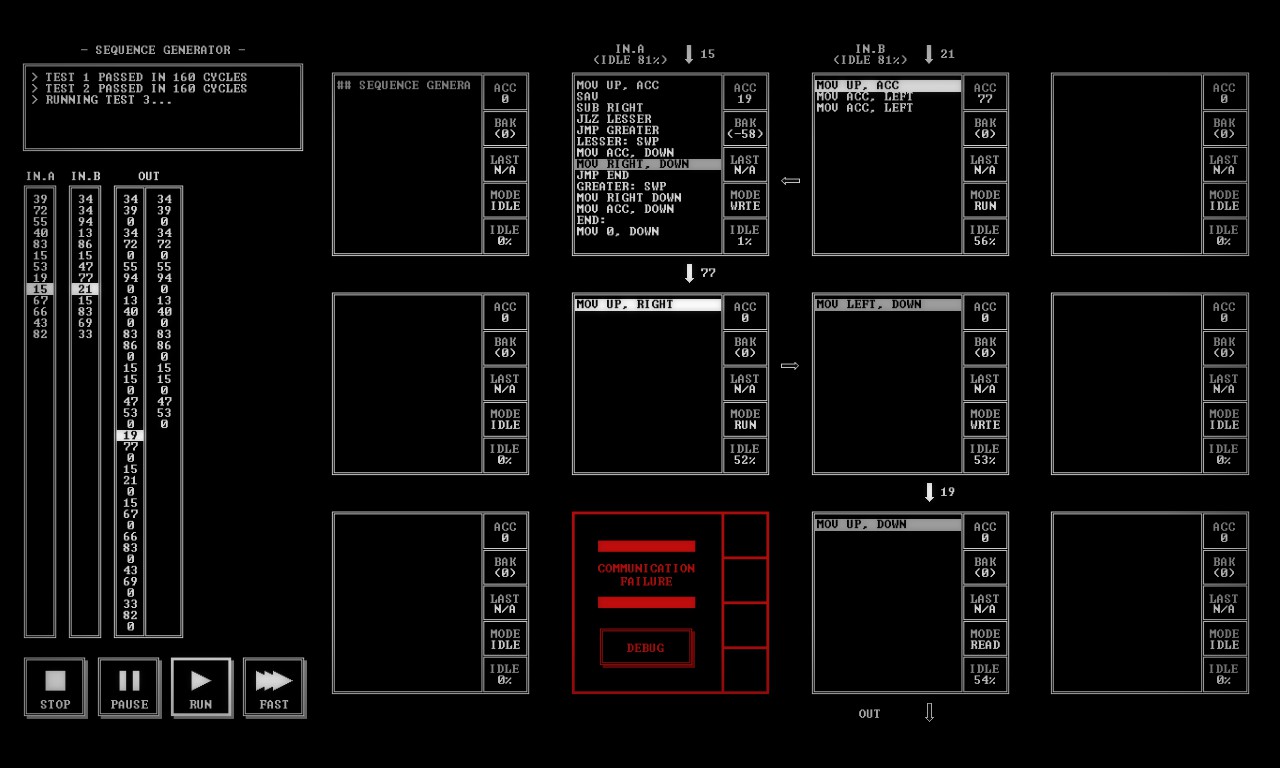 - SEQUENCE GENERATOR -
> TEST 1 PASSED IN 160 CYCLES
> TEST 2 PASSED IN 160 CYCLES
> RUNNING TEST 3...
IN.A IN.B OUT
39 34 34 34
72 34 39 39
55 94 0 0
40 13 34 34
83 86 72 72
15 15 0 0
53 47 55 55
19 77 94 94
15 21 0 0
67 15 13 13
66 83 40 40
43 69 0 0
82 33 83 83
86 86
0 0
15 15
15 15
0 0
47 47
53 53
0 0
19
77
0
15
21
0
15
67
0
66
83
0
43
69
0
33
82
0
STOP PAUSE RUN FAST
## SEQUENCE GENERA
ACC
0
BAK
(0)
LAST
N/A
MODE
IDLE
IDLE
0%
IN.A
(IDLE 81%)
15
MOV UP, ACC
SAV
SUB RIGHT
JLZ LESSER
JMP GREATER
LESSER: SWP
MOV ACC, DOWN
MOV RIGHT, DOWN
JMP END
GREATER: SWP
MOV RIGHT DOWN
MOV ACC, DOWN
END:
MOV 0, DOWN
ACC
19
BAK
(-58)
LAST
N/A
MODE
WRTE
IDLE
1%
IN.B
(IDLE 81%)
21
MOV UP, ACC
MOV ACC, LEFT
MOV ACC, LEFT
ACC
77
BAK
(0)
LAST
N/A
MODE
RUN
IDLE
56%
ACC
0
BAK
(0)
LAST
N/A
MODE
IDLE
IDLE
0%
77
ACC
0
BAK
(0)
LAST
N/A
MODE
IDLE
IDLE
0%
MOV UP, RIGHT
ACC
0
BAK
(0)
LAST
N/A
MODE
RUN
IDLE
52%
MOV LEFT, DOWN
ACC
0
BAK
(0)
LAST
N/A
MODE
WRTE
IDLE
53%
ACC
0
BAK
(0)
LAST
N/A
MODE
IDLE
IDLE
0%
19
ACC
0
BAK
(0)
LAST
N/A
MODE
IDLE
IDLE
0%
COMMUNICATION
FAILURE
DEBUG
MOV UP, DOWN
ACC
0
BAK
(0)
LAST
N/A
MODE
READ
IDLE
54%
ACC
0
BAK
(0)
LAST
N/A
MODE
IDLE
IDLE
0%
OUT